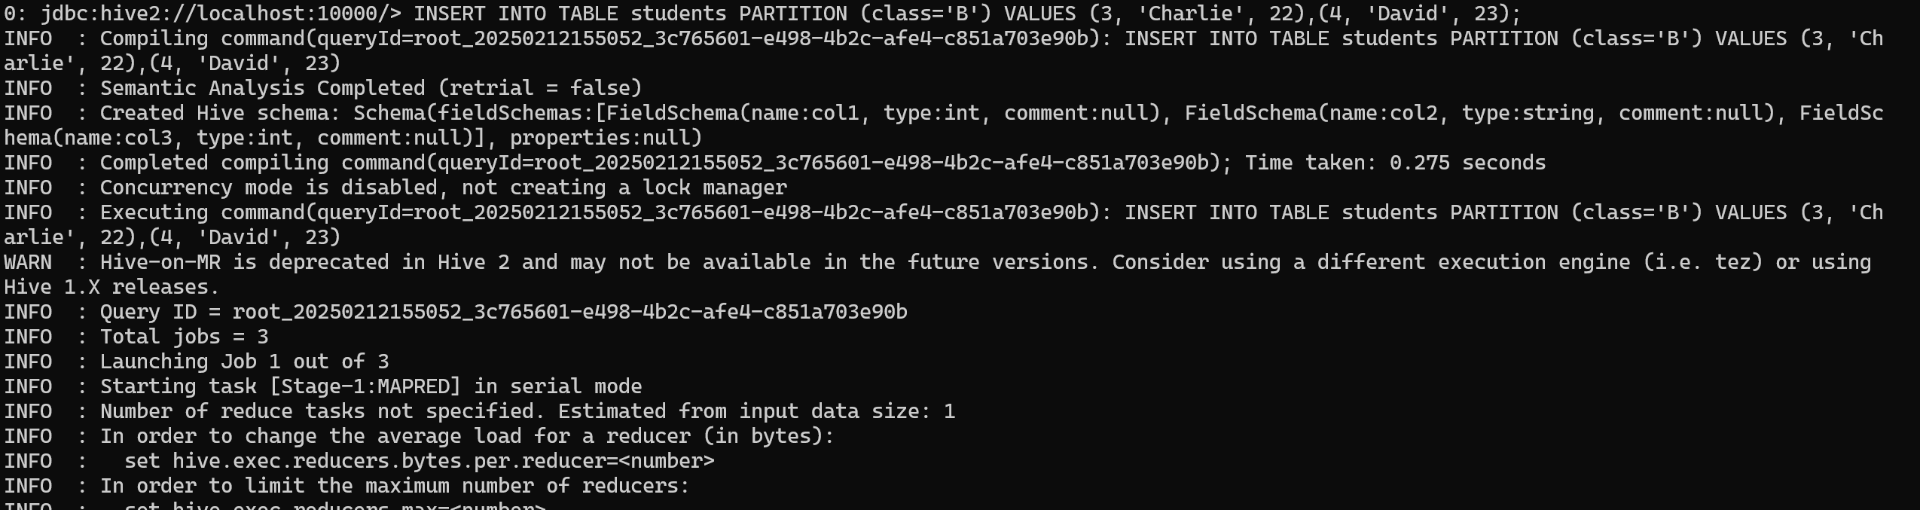 0: jdbc:hive2://localhost:10000/> INSERT INTO TABLE students PARTITION (class='B') VALUES (3, 'Charlie', 22),(4, 'David', 23);
INFO  : Compiling command(queryId=root_20250212155052_3c765601-e498-4b2c-afe4-c851a703e90b): INSERT INTO TABLE students PARTITION (class='B') VALUES (3, 'Ch
arlie', 22),(4, 'David', 23)
INFO  : Semantic Analysis Completed (retrial = false)
INFO  : Created Hive schema: Schema(fieldSchemas:[FieldSchema(name:col1, type:int, comment:null), FieldSchema(name:col2, type:string, comment:null), FieldSc
hema(name:col3, type:int, comment:null)], properties:null)
INFO  : Completed compiling command(queryId=root_20250212155052_3c765601-e498-4b2c-afe4-c851a703e90b); Time taken: 0.275 seconds
INFO  : Concurrency mode is disabled, not creating a lock manager
INFO  : Executing command(queryId=root_20250212155052_3c765601-e498-4b2c-afe4-c851a703e90b): INSERT INTO TABLE students PARTITION (class='B') VALUES (3, 'Ch
arlie', 22),(4, 'David', 23)
WARN  : Hive-on-MR is deprecated in Hive 2 and may not be available in the future versions. Consider using a different execution engine (i.e. tez) or using
Hive 1.X releases.
INFO  : Query ID = root_20250212155052_3c765601-e498-4b2c-afe4-c851a703e90b
INFO  : Total jobs = 3
INFO  : Launching Job 1 out of 3
INFO  : Starting task [Stage-1:MAPRED] in serial mode
INFO  : Number of reduce tasks not specified. Estimated from input data size: 1
INFO  : In order to change the average load for a reducer (in bytes):
INFO  :   set hive.exec.reducers.bytes.per.reducer=<number>
INFO  : In order to limit the maximum number of reducers:
INFO  :   set hive.exec.reducers.max=<number>